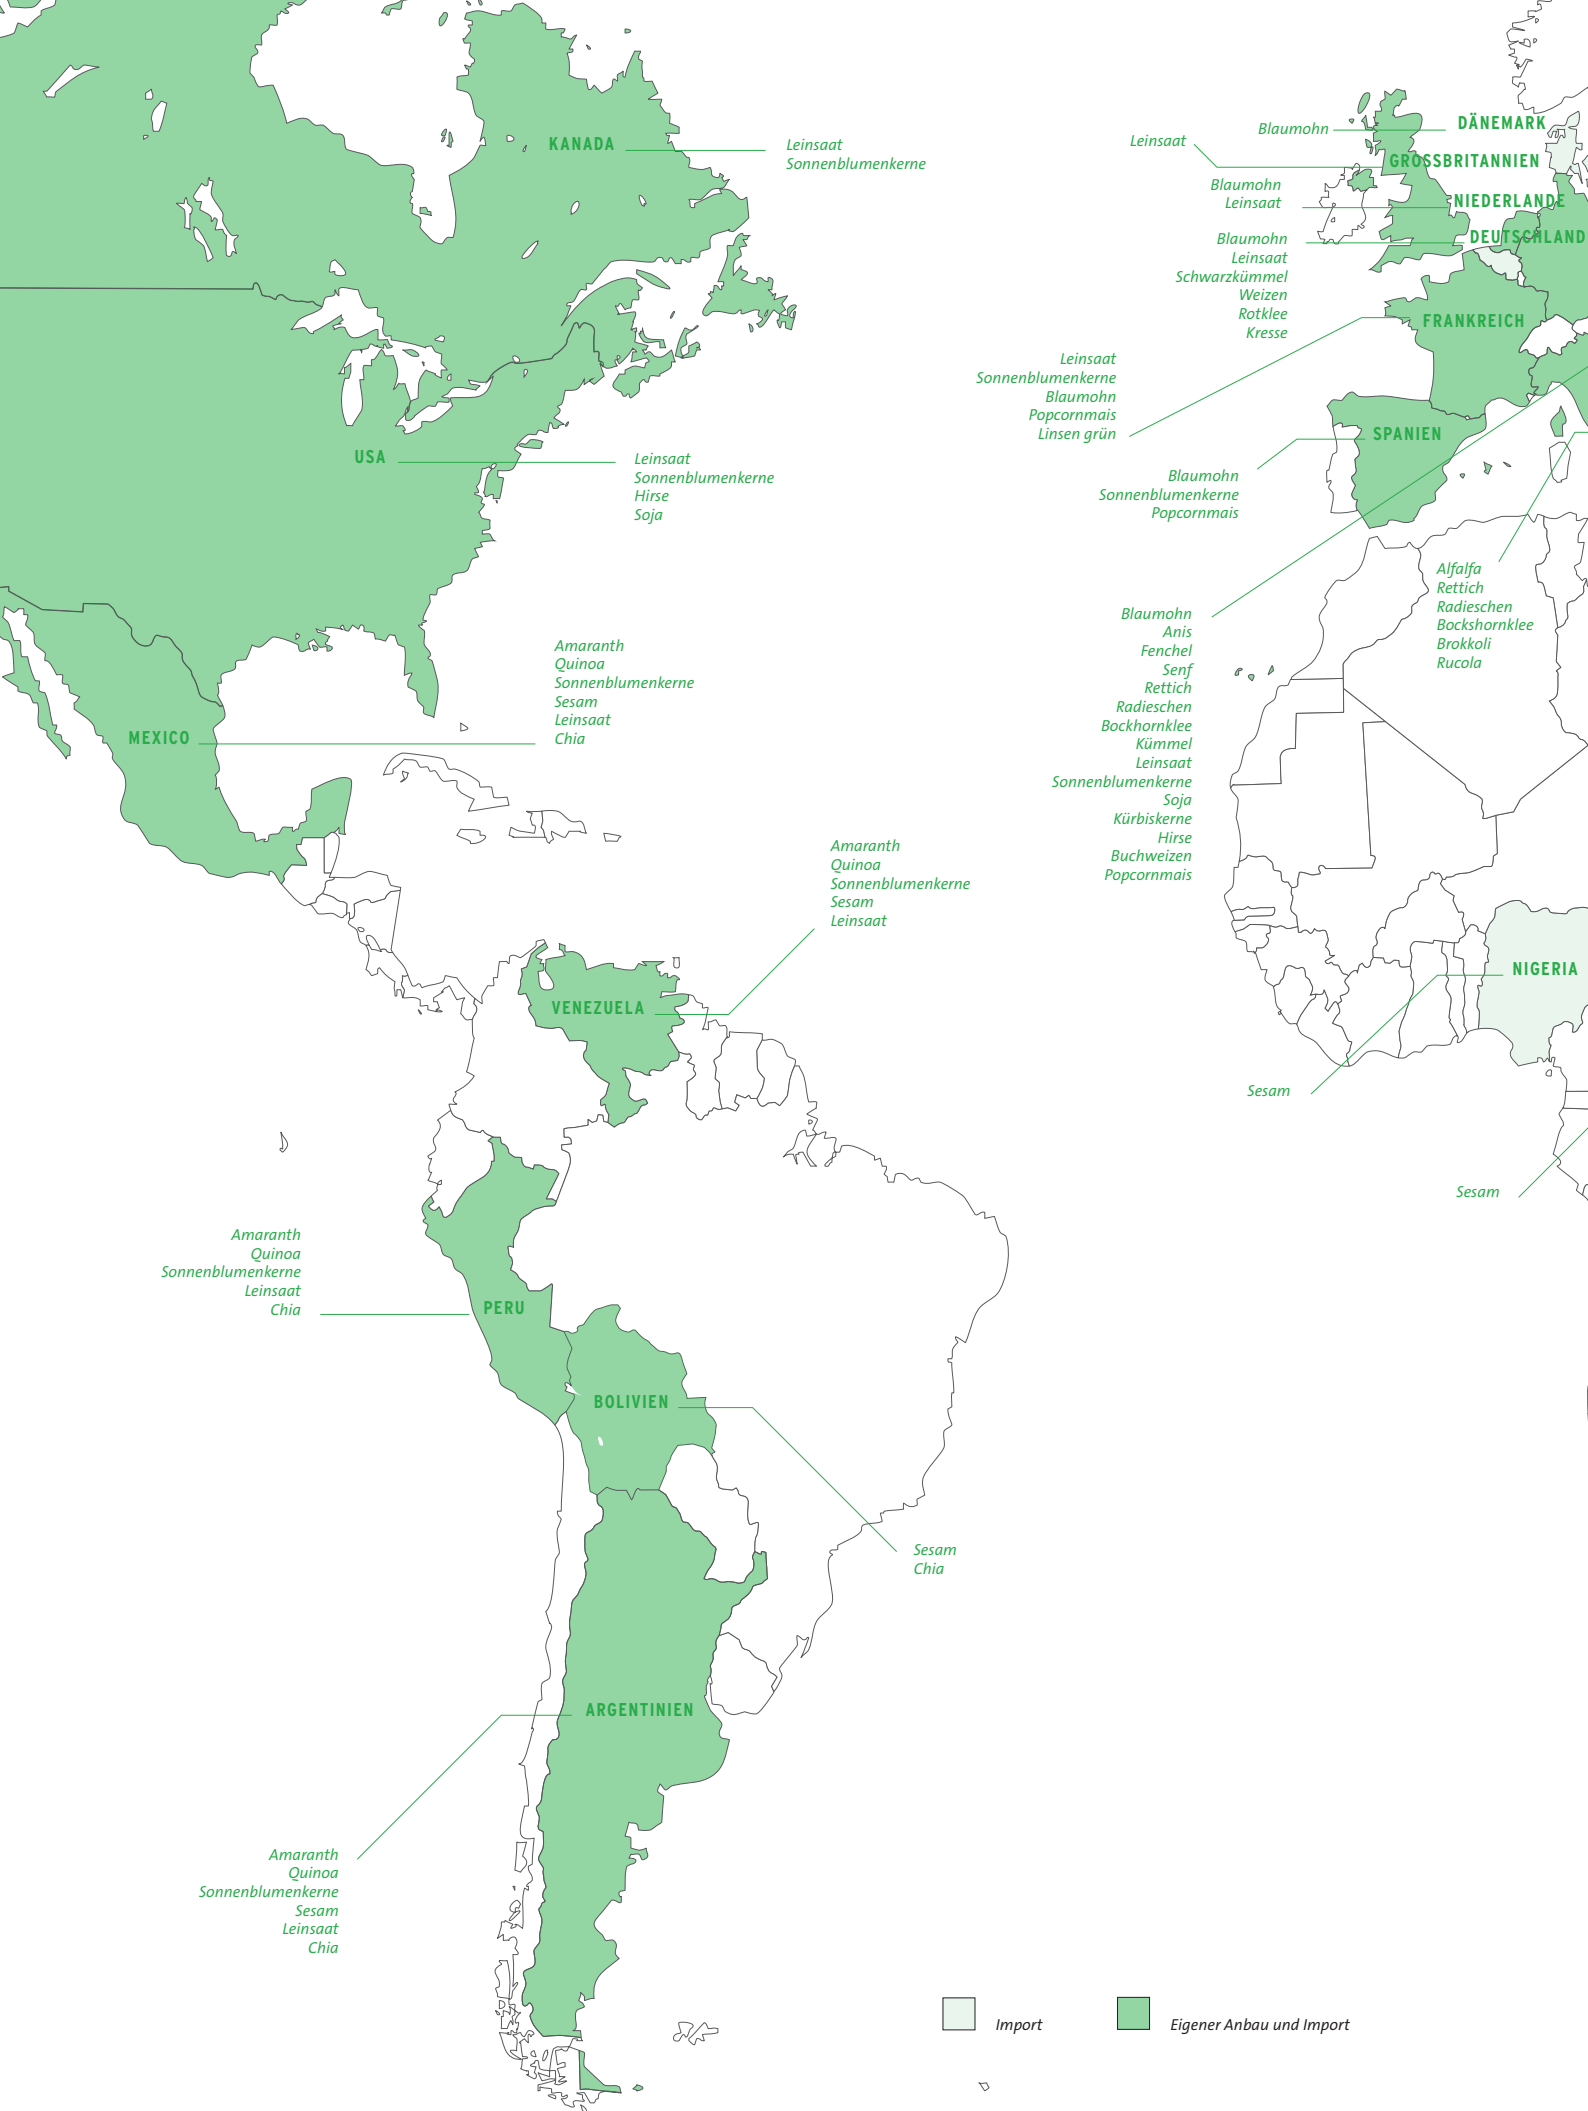 KANADA
Leinsaat
Sonnenblumenkerne
USA
Leinsaat
Sonnenblumenkerne
Hirse
Soja
MEXICO
Amaranth
Quinoa
Sonnenblumenkerne
Sesam
Leinsaat
Chia
VENEZUELA
Amaranth
Quinoa
Sonnenblumenkerne
Sesam
Leinsaat
PERU
Amaranth
Quinoa
Sonnenblumenkerne
Leinsaat
Chia
BOLIVIEN
Sesam
Chia
ARGENTINIEN
Amaranth
Quinoa
Sonnenblumenkerne
Sesam
Leinsaat
Chia
Blaumohn
DÄNEMARK
Leinsaat
GROSSBRITANNIEN
Blaumohn
Leinsaat
NIEDERLANDE
Blaumohn
Leinsaat
Schwarzkümmel
Weizen
Rotklee
Kresse
DEUTSCHLAND
Leinsaat
Sonnenblumenkerne
Blaumohn
Popcornmais
Linsen grün
FRANKREICH
Blaumohn
Sonnenblumenkerne
Popcornmais
SPANIEN
Alfalfa
Rettich
Radieschen
Bockshornklee
Brokkoli
Rucola
Blaumohn
Anis
Fenchel
Senf
Rettich
Radieschen
Bockhornklee
Kümmel
Leinsaat
Sonnenblumenkerne
Soja
Kürbiskerne
Hirse
Buchweizen
Popcornmais
NIGERIA
Sesam
Sesam
Import
Eigener Anbau und Import